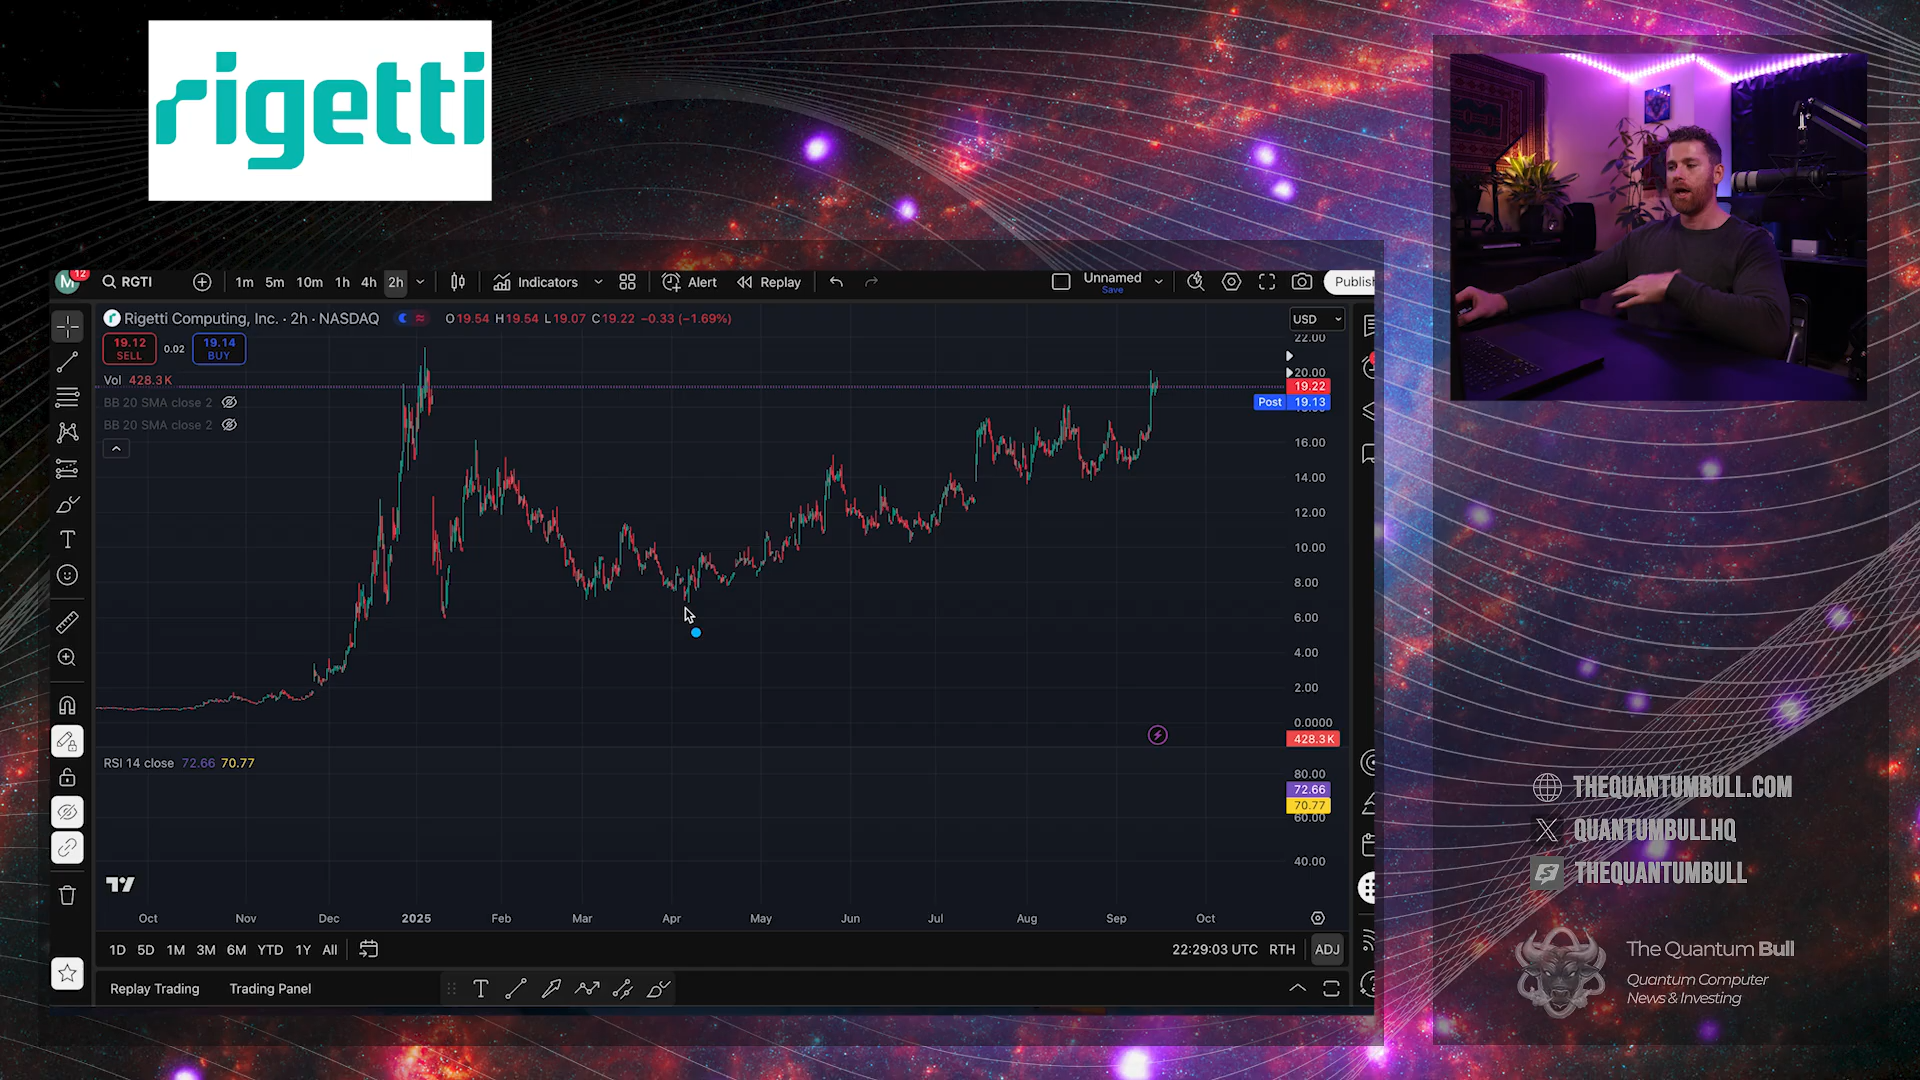 rigetti
M 12 RGTI 1m 5m 10m 1h 4h 2h Indicators Alert Replay Unnamed Save Publish
Rigetti Computing, Inc. · 2h · NASDAQ O19.54 H19.54 L19.07 C19.22 −0.33 (−1.69%)
USD
19.12 SELL 0.02 19.14 BUY
Vol 428.3K
BB 20 SMA close 2
BB 20 SMA close 2
22.00
20.00
19.22
Post 19.13
16.00
14.00
12.00
10.00
8.00
6.00
4.00
2.00
0.0000
428.3K
RSI 14 close 72.66 70.77
80.00
72.66
70.77
60.00
40.00
Oct Nov Dec 2025 Feb Mar Apr May Jun Jul Aug Sep Oct
1D 5D 1M 3M 6M YTD 1Y All 22:29:03 UTC RTH ADJ
Replay Trading Trading Panel
THEQUANTUMBULL.COM
QUANTUMBULLHQ
THEQUANTUMBULL
The Quantum Bull
Quantum Computer
News & Investing